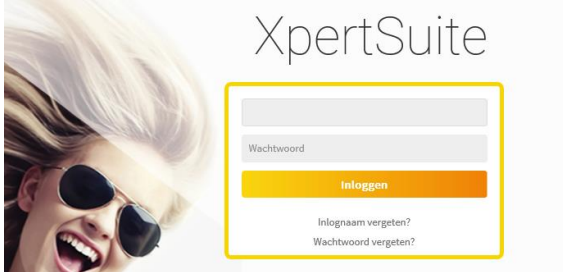 XpertSuite
Wachtwoord
Inloggen
Inlognaam vergeten?
Wachtwoord vergeten?